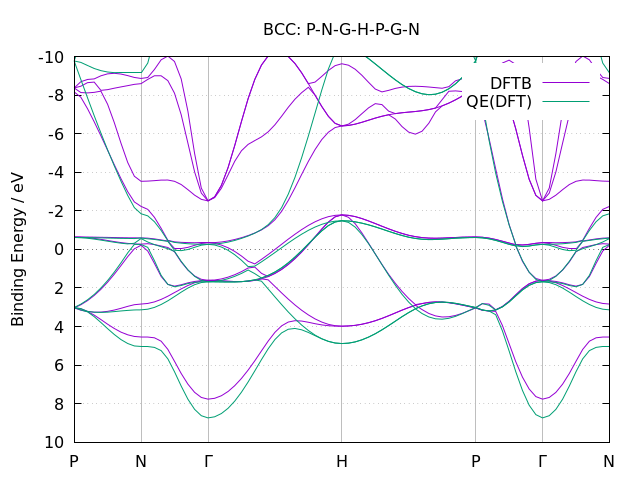 BCC: P-N-G-H-P-G-N
DFTB
QE(DFT)
Binding Energy / eV
-10
-8
-6
-4
-2
0
2
4
6
8
10
P N Γ H P Γ N